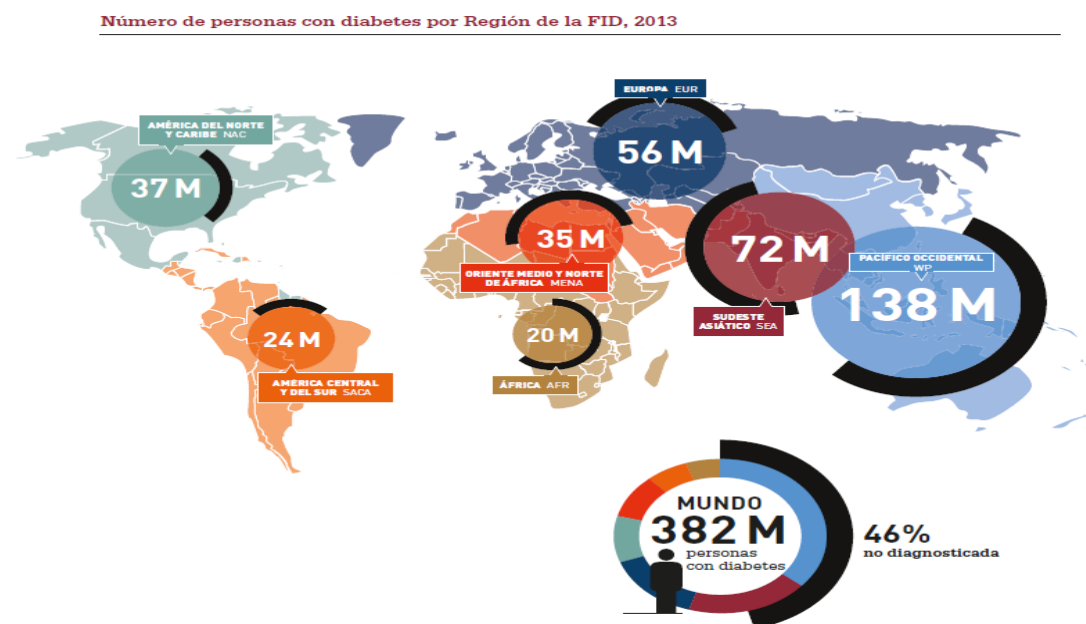 Número de personas con diabetes por Región de la FID, 2013
EUROPA EUR
56 M
AMÉRICA DEL NORTE
Y CARIBE NAC
37 M
35 M
ORIENTE MEDIO Y NORTE
DE ÁFRICA MENA
72 M
SUDESTE
ASIÁTICO SEA
PACÍFICO OCCIDENTAL
WP
138 M
24 M
AMÉRICA CENTRAL
Y DEL SUR SACA
20 M
ÁFRICA AFR
MUNDO
382 M
personas
con diabetes
46%
no diagnosticada